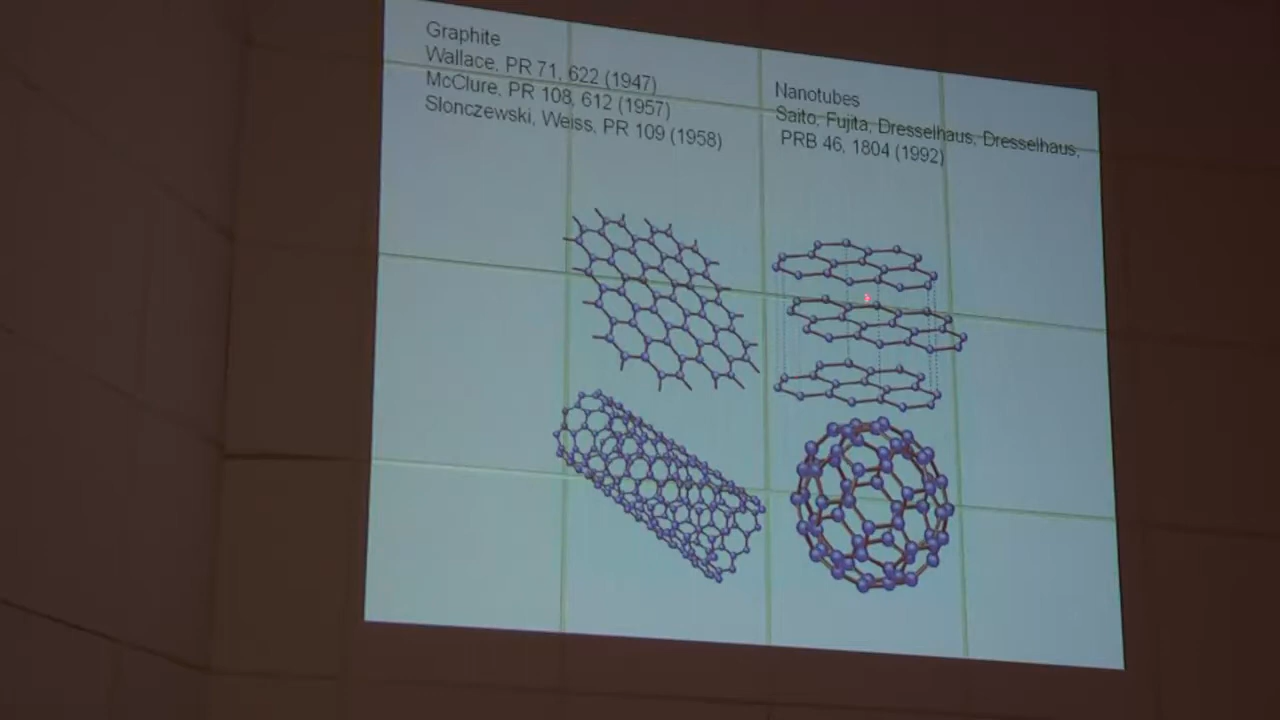 Graphite
Wallace, PR 71, 622 (1947)
McClure, PR 108, 612 (1957)
Slonczewski, Weiss, PR 109 (1958)
Nanotubes
Saito, Fujita, Dresselhaus, Dresselhaus,
PRB 46, 1804 (1992)